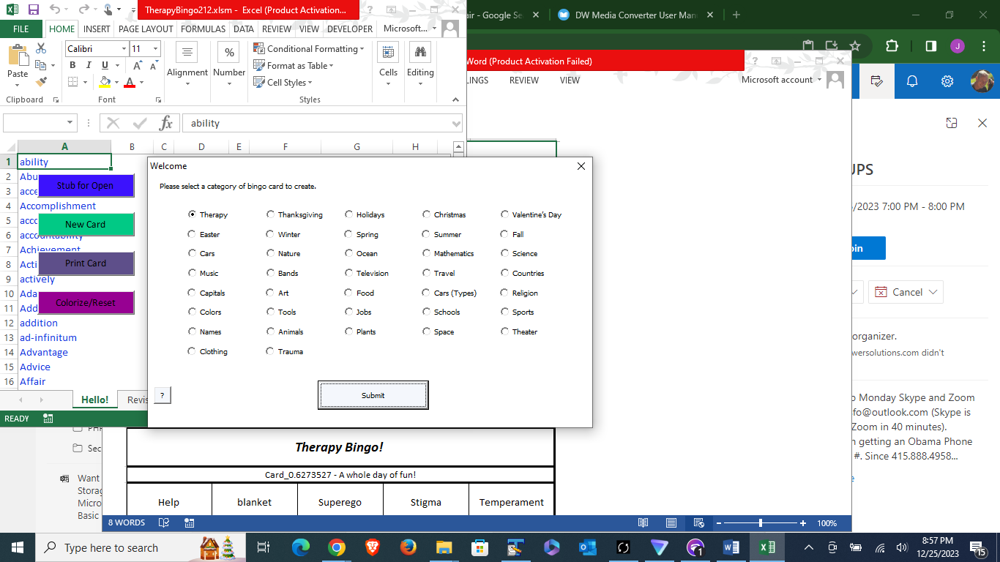 TherapyBingo212.xlsm - Excel (Product Activation...
air - Google Se
DW Media Converter User Man
FILE HOME INSERT PAGE LAYOUT FORMULAS DATA REVIEW VIEW DEVELOPER Microsoft...
J
Word (Product Activation Failed)
LINGS REVIEW VIEW Microsoft account
Paste
Calibri 11
B I U
A A
A
Alignment
%
Number
Conditional Formatting
Format as Table
Cell Styles
Cells
Editing
Clipboard Font Styles
fx ability
A B C D E F G H
1 ability
2 Abu
3 acce
4 Accomplishment
5 acco
6 accountability
7 Achievement
8 Acti
9 actively
10 Ada
11 Add
12 addition
13 ad-infinitum
14 Advantage
15 Advice
16 Affair
Stub for Open
New Card
Print Card
Colorize/Reset
Hello! Revis
READY
Welcome
Please select a category of bingo card to create.
Therapy Thanksgiving Holidays Christmas Valentine's Day
Easter Winter Spring Summer Fall
Cars Nature Ocean Mathematics Science
Music Bands Television Travel Countries
Capitals Art Food Cars (Types) Religion
Colors Tools Jobs Schools Sports
Names Animals Plants Space Theater
Clothing Trauma
? Submit
UPS
/2023 7:00 PM - 8:00 PM
oin
Cancel
organizer.
wersolutions.com didn't
o Monday Skype and Zoom
nfo@outlook.com (Skype is
Zoom in 40 minutes).
n getting an Obama Phone
#. Since 415.888.4958...
e
Sec
Want
Storag
Micro
Basic
Therapy Bingo!
Card_0.6273527 - A whole day of fun!
Help blanket Superego Stigma Temperament
8 WORDS
100%
Type here to search
1
8:57 PM
12/25/2023
15